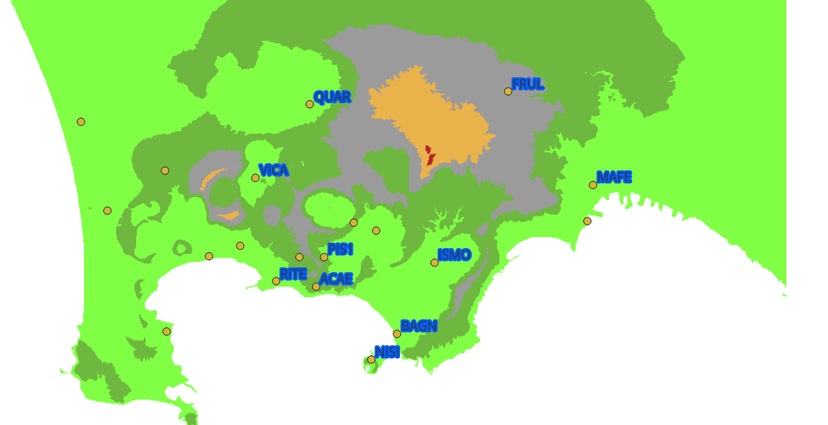 FRUL
QUAR
VICA
MAFE
PIS1
ISMO
RITE
ACAE
BAGN
NISI